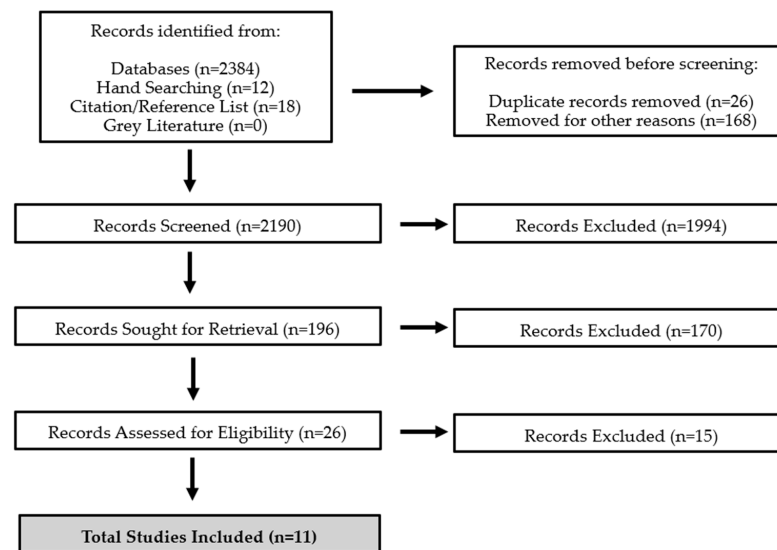 Records identified from:
Databases (n=2384)
Hand Searching (n=12)
Citation/Reference List (n=18)
Grey Literature (n=0)
Records removed before screening:
Duplicate records removed (n=26)
Removed for other reasons (n=168)
Records Screened (n=2190)
Records Excluded (n=1994)
Records Sought for Retrieval (n=196)
Records Excluded (n=170)
Records Assessed for Eligibility (n=26)
Records Excluded (n=15)
Total Studies Included (n=11)